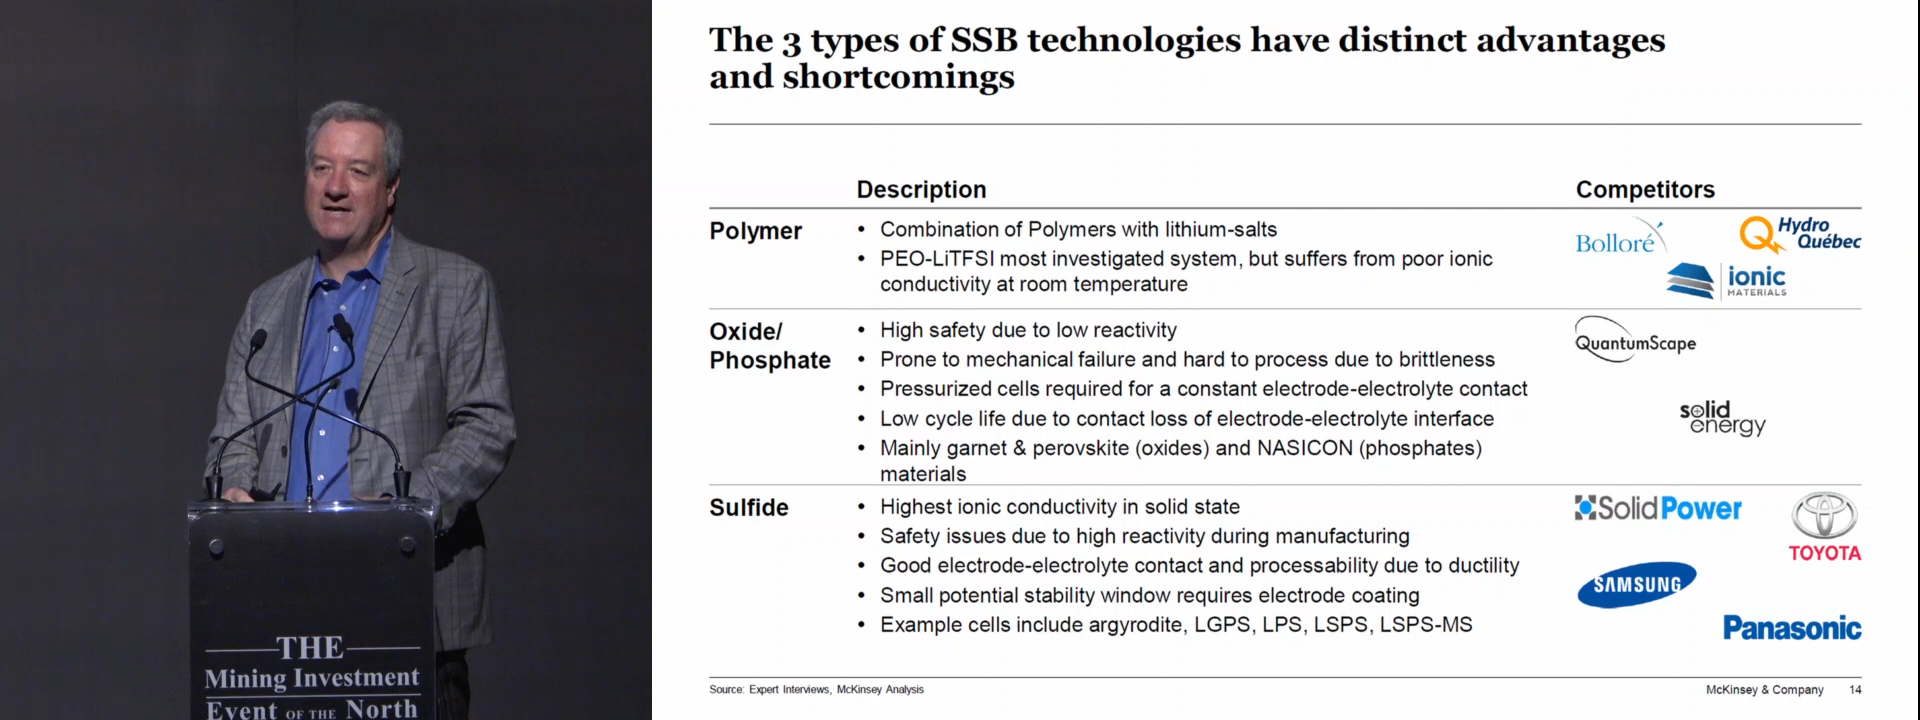 The 3 types of SSB technologies have distinct advantages
and shortcomings
Description
Competitors
Polymer
• Combination of Polymers with lithium-salts
• PEO-LiTFSI most investigated system, but suffers from poor ionic
conductivity at room temperature
Bolloré
Hydro
Québec
ionic
MATERIALS
Oxide/
Phosphate
• High safety due to low reactivity
• Prone to mechanical failure and hard to process due to brittleness
• Pressurized cells required for a constant electrode-electrolyte contact
• Low cycle life due to contact loss of electrode-electrolyte interface
• Mainly garnet & perovskite (oxides) and NASICON (phosphates)
materials
QuantumScape
solid
energy
Sulfide
• Highest ionic conductivity in solid state
• Safety issues due to high reactivity during manufacturing
• Good electrode-electrolyte contact and processability due to ductility
• Small potential stability window requires electrode coating
• Example cells include argyrodite, LGPS, LPS, LSPS, LSPS-MS
Solid Power
TOYOTA
SAMSUNG
Panasonic
Source: Expert Interviews, McKinsey Analysis
McKinsey & Company 14
THE
Mining Investment
Event OF THE North